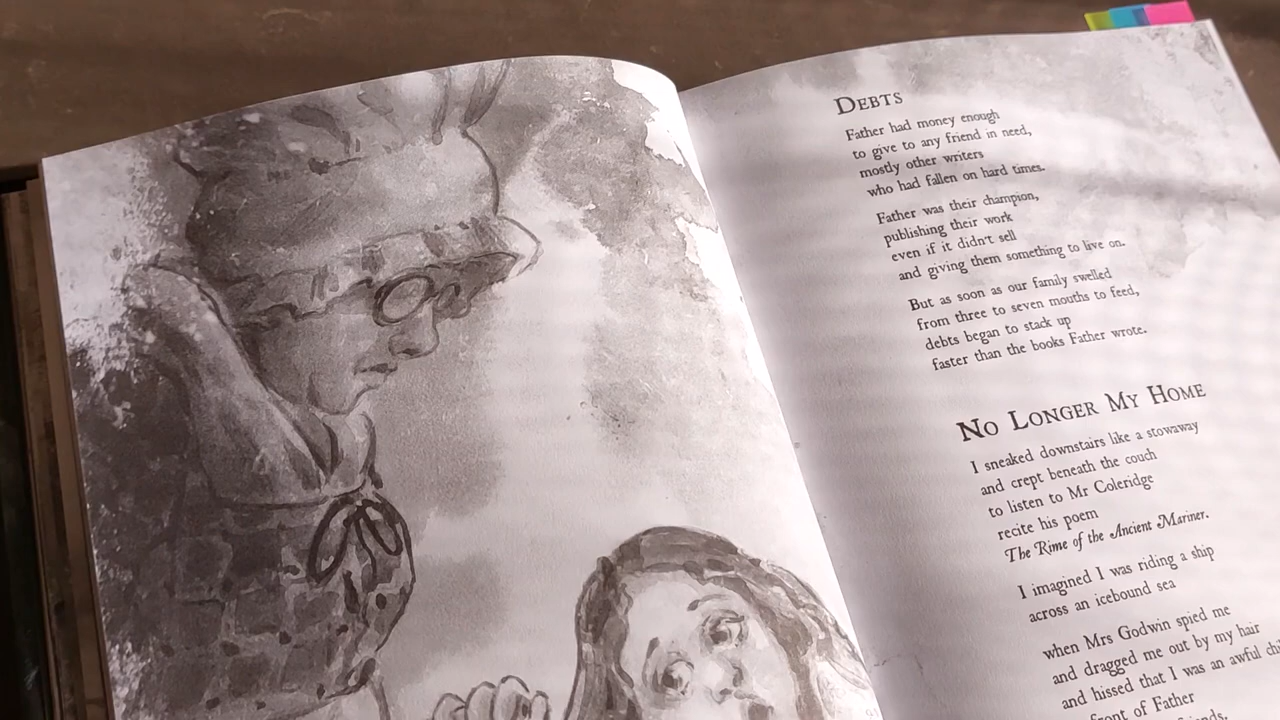 DEBTS
Father had money enough
to give to any friend in need,
mostly other writers
who had fallen on hard times.
Father was their champion,
publishing their work
even if it didn't sell
and giving them something to live on.
But as soon as our family swelled
from three to seven mouths to feed,
debts began to stack up
faster than the books Father wrote.
NO LONGER MY HOME
I sneaked downstairs like a stowaway
and crept beneath the couch
to listen to Mr Coleridge
recite his poem
The Rime of the Ancient Mariner.
I imagined I was riding a ship
across an icebound sea
when Mrs Godwin spied me
and dragged me out by my hair
and hissed that I was an awful
front of Father
friends.